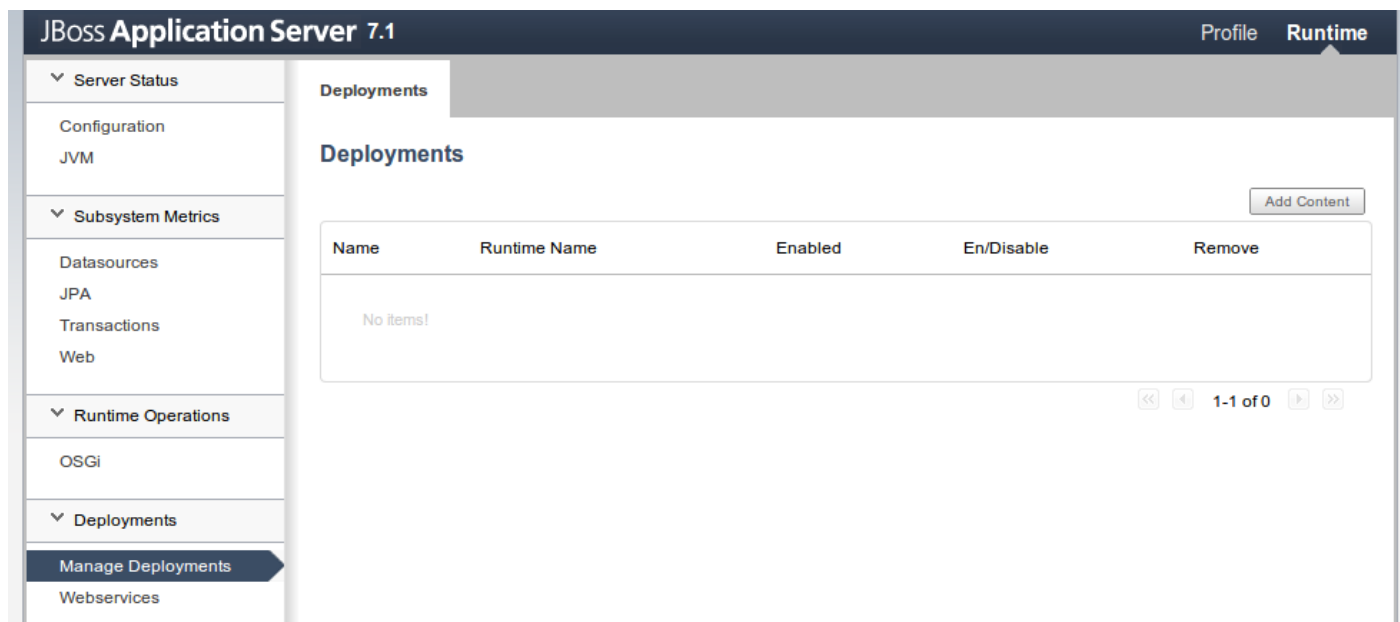 JBoss Application Server 7.1
Profile Runtime
Server Status
Configuration
JVM
Subsystem Metrics
Datasources
JPA
Transactions
Web
Runtime Operations
OSGi
Deployments
Manage Deployments
Webservices
Deployments
Deployments
Add Content
Name Runtime Name Enabled En/Disable Remove
No items!
1-1 of 0